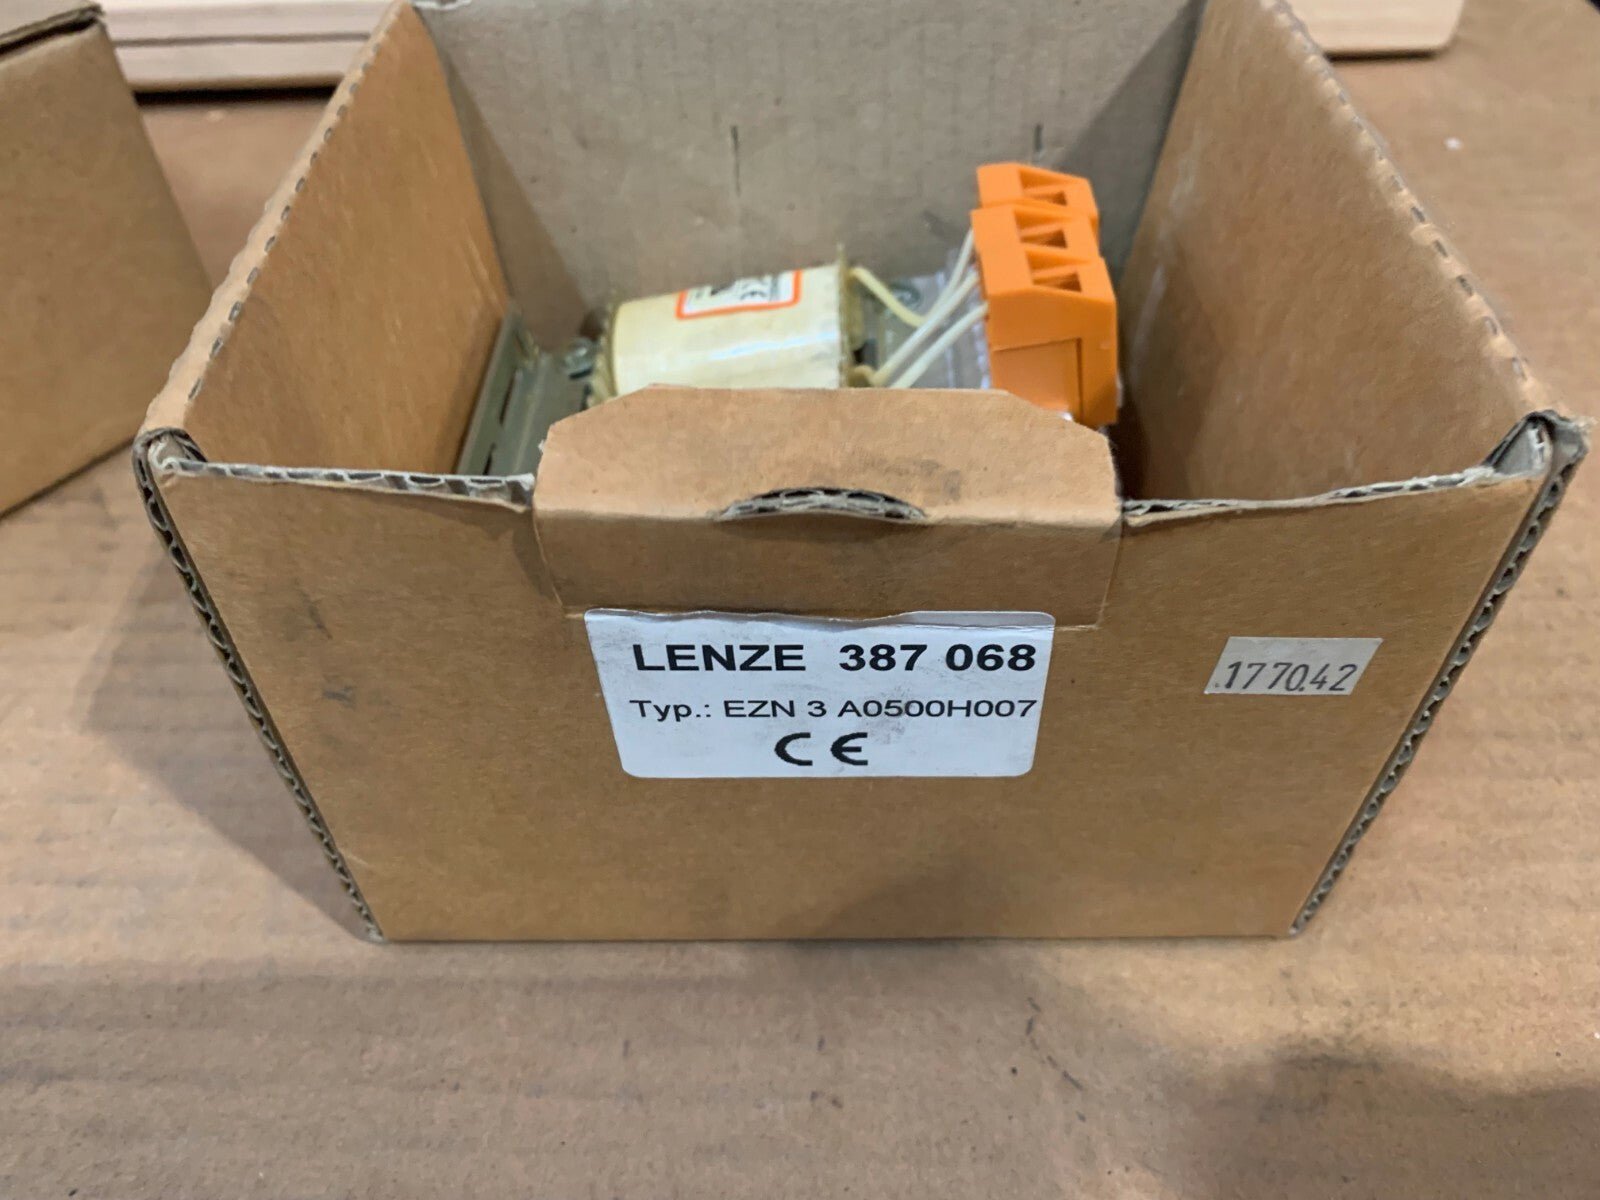 LENZE 387 068
Typ.: EZN 3 A0500H007
CE
.177042